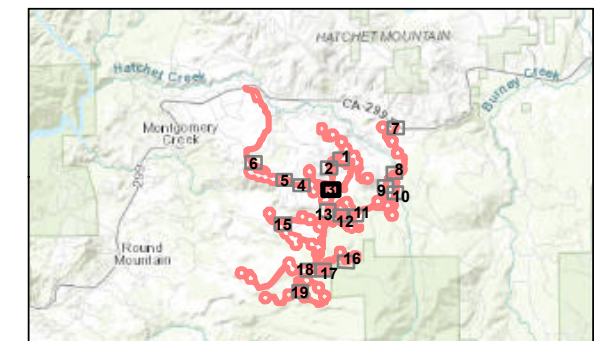 HATCHET MOUNTAIN
Hatchet Creek
Burney Creek
CA-299
Montgomery
Creek
7
1
6
2
8
5
4
3
9
10
13
11
12
15
299
Round
Mountain
16
18
17
19